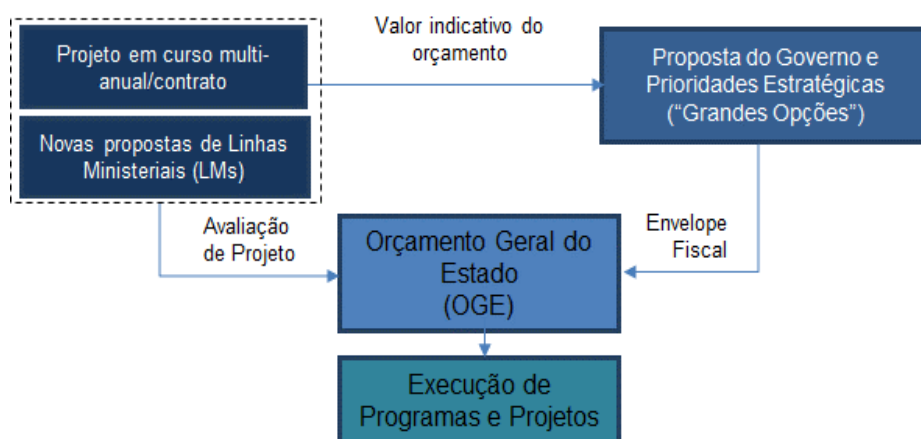 Projeto em curso multi-
anual/contrato
Novas propostas de Linhas
Ministeriais (LMs)
Valor indicativo do
orçamento
Proposta do Governo e
Prioridades Estratégicas
(“Grandes Opções”)
Avaliação
de Projeto
Orçamento Geral do
Estado
(OGE)
Envelope
Fiscal
Execução de
Programas e Projetos